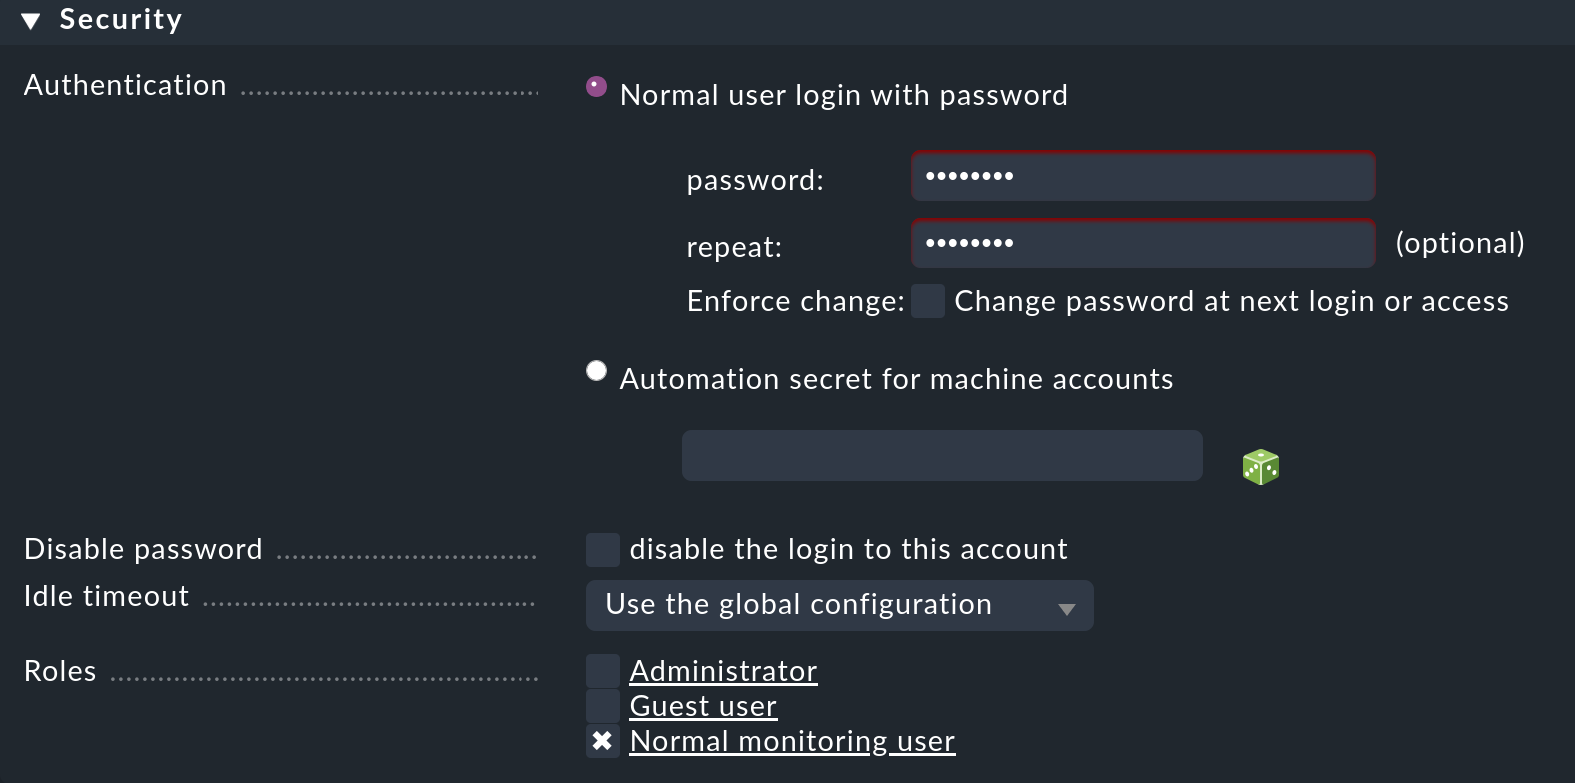 Security
Authentication
Normal user login with password
password: ••••••••
repeat: •••••••• (optional)
Enforce change: Change password at next login or access
Automation secret for machine accounts
Disable password disable the login to this account
Idle timeout Use the global configuration
Roles Administrator
Guest user
Normal monitoring user